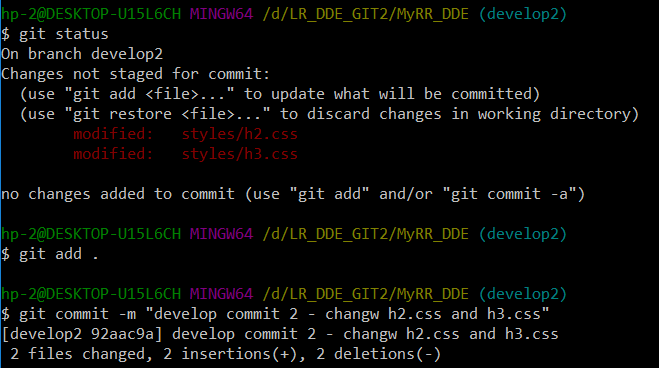 hp-2@DESKTOP-U15L6CH MINGW64 /d/LR_DDE_GIT2/MyRR_DDE (develop2)
$ git status
On branch develop2
Changes not staged for commit:
  (use "git add <file>..." to update what will be committed)
  (use "git restore <file>..." to discard changes in working directory)
        modified:   styles/h2.css
        modified:   styles/h3.css

no changes added to commit (use "git add" and/or "git commit -a")

hp-2@DESKTOP-U15L6CH MINGW64 /d/LR_DDE_GIT2/MyRR_DDE (develop2)
$ git add .

hp-2@DESKTOP-U15L6CH MINGW64 /d/LR_DDE_GIT2/MyRR_DDE (develop2)
$ git commit -m "develop commit 2 - changw h2.css and h3.css"
[develop2 92aac9a] develop commit 2 - changw h2.css and h3.css
 2 files changed, 2 insertions(+), 2 deletions(-)